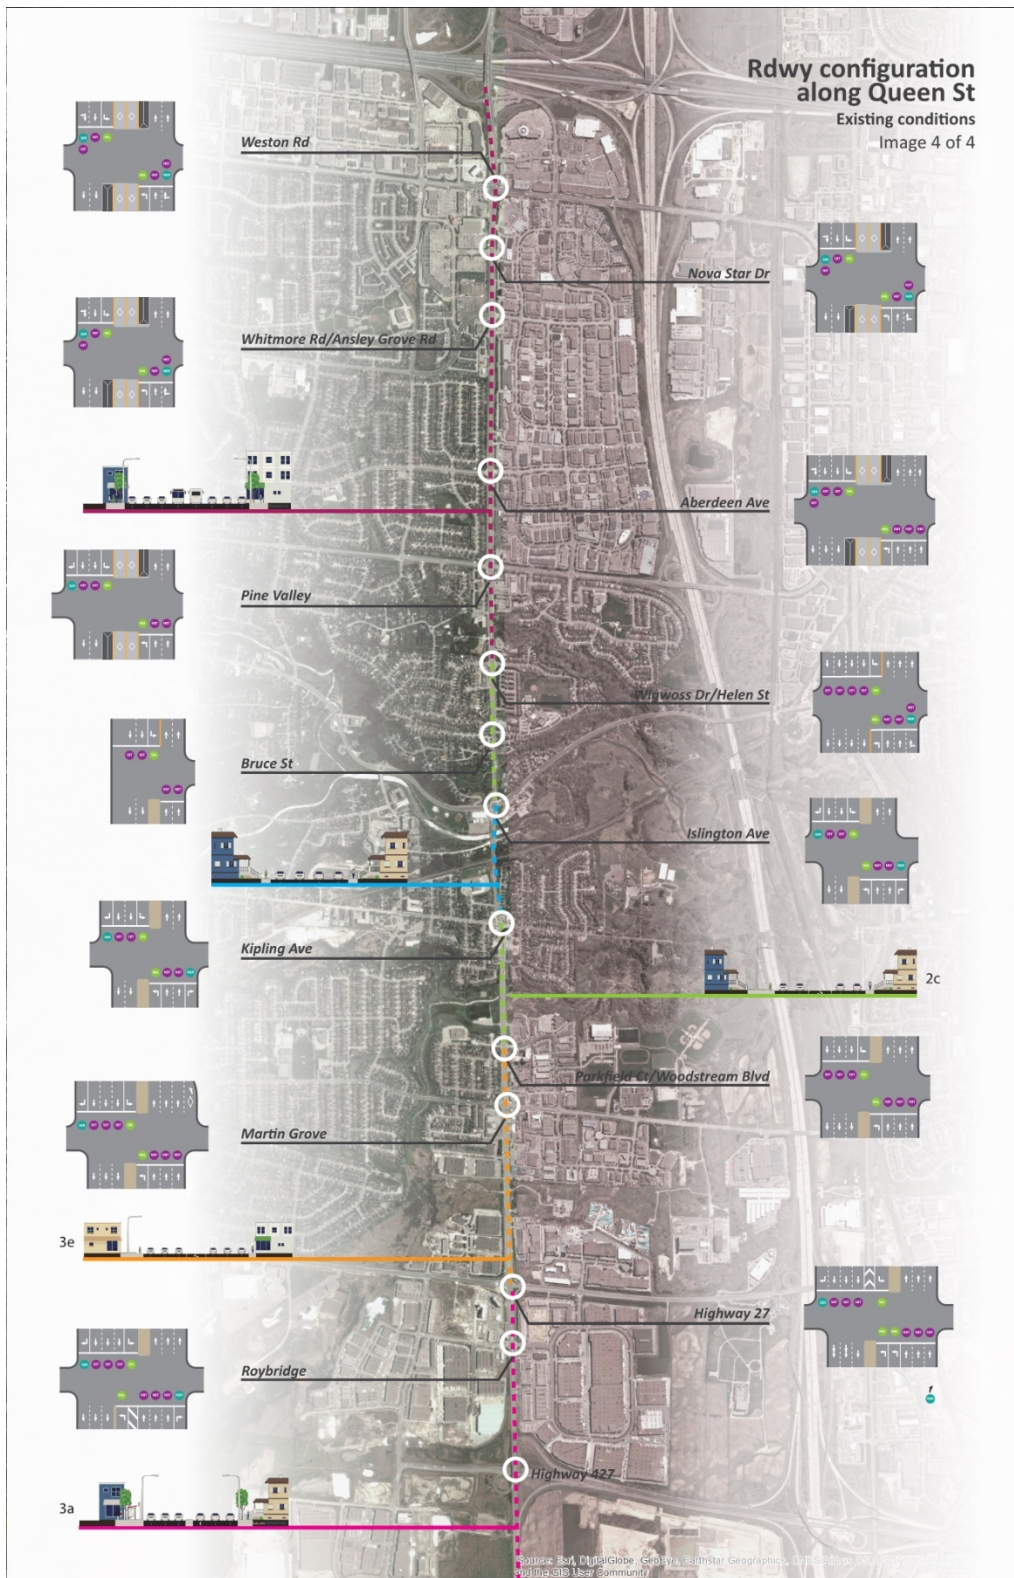 Rdwy configuration
along Queen St
Existing conditions
Image 4 of 4
Weston Rd
Nova Star Dr
Whitmore Rd/Ansley Grove Rd
Aberdeen Ave
Pine Valley
Wigwoss Dr/Helen St
Bruce St
Islington Ave
Kipling Ave
2c
Parkfield Ct/Woodstream Blvd
Martin Grove
3e
Highway 27
Roybridge
Highway 427
3a
Source: Esri, DigitalGlobe, GeoEye, Earthstar Geographics,
and the GIS User Community